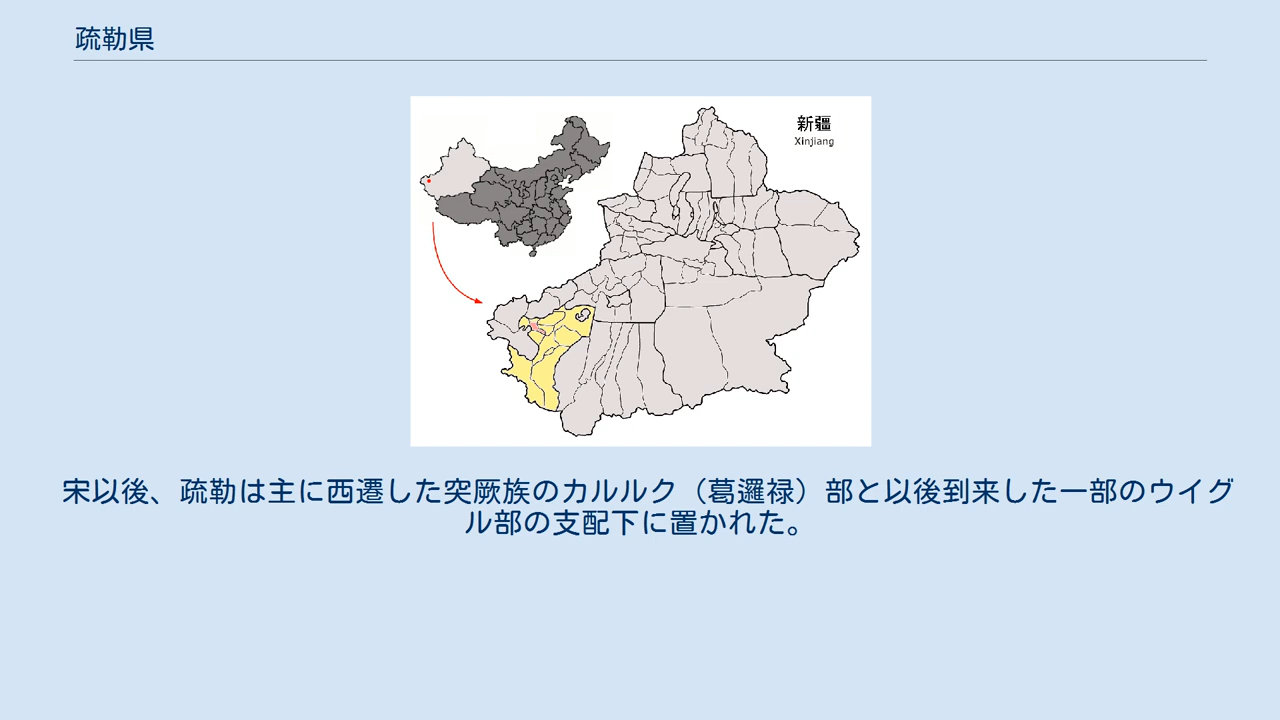 疏勒県
新疆
Xinjiang
宋以後、疏勒は主に西遷した突厥族のカルルク（葛邏禄）部と以後到来した一部のウイグ
ル部の支配下に置かれた。